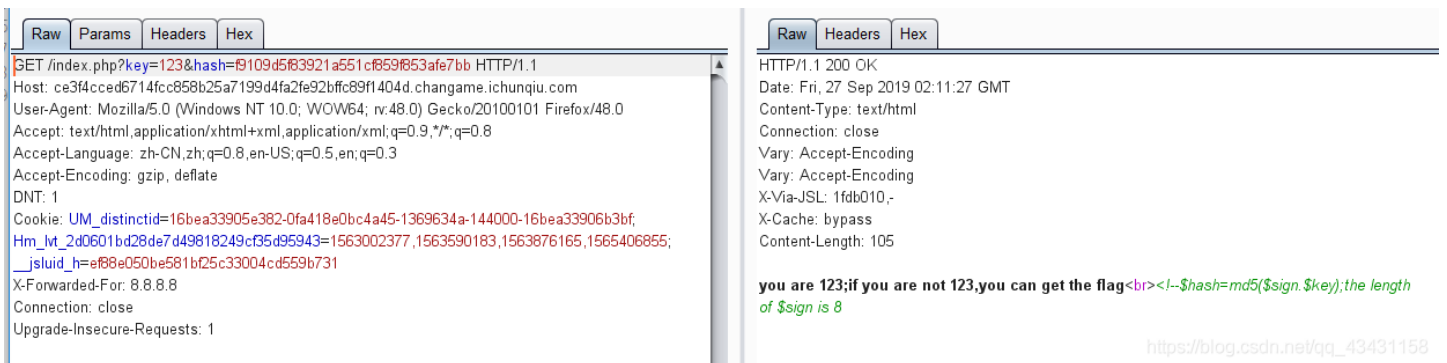 Raw Params Headers Hex
GET /index.php?key=123&hash=f9109d5f83921a551cf859f853afe7bb HTTP/1.1
Host: ce3f4cced6714fcc858b25a7199d4fa2fe92bffc89f1404d.changame.ichunqiu.com
User-Agent: Mozilla/5.0 (Windows NT 10.0; WOW64; rv:48.0) Gecko/20100101 Firefox/48.0
Accept: text/html,application/xhtml+xml,application/xml;q=0.9,*/*;q=0.8
Accept-Language: zh-CN,zh;q=0.8,en-US;q=0.5,en;q=0.3
Accept-Encoding: gzip, deflate
DNT: 1
Cookie: UM_distinctid=16bea33905e382-0fa418e0bc4a45-1369634a-144000-16bea33906b3bf;
Hm_lvt_2d0601bd28de7d49818249cf35d95943=1563002377,1563590183,1563876165,1565406855;
__jsluid_h=ef88e050be581bf25c33004cd559b731
X-Forwarded-For: 8.8.8.8
Connection: close
Upgrade-Insecure-Requests: 1
Raw Headers Hex
HTTP/1.1 200 OK
Date: Fri, 27 Sep 2019 02:11:27 GMT
Content-Type: text/html
Connection: close
Vary: Accept-Encoding
Vary: Accept-Encoding
X-Via-JSL: 1fdb010,-
X-Cache: bypass
Content-Length: 105
you are 123;if you are not 123,you can get the flag<br><!--$hash=md5($sign.$key);the length
of $sign is 8
https://blog.csdn.net/qq_43431158